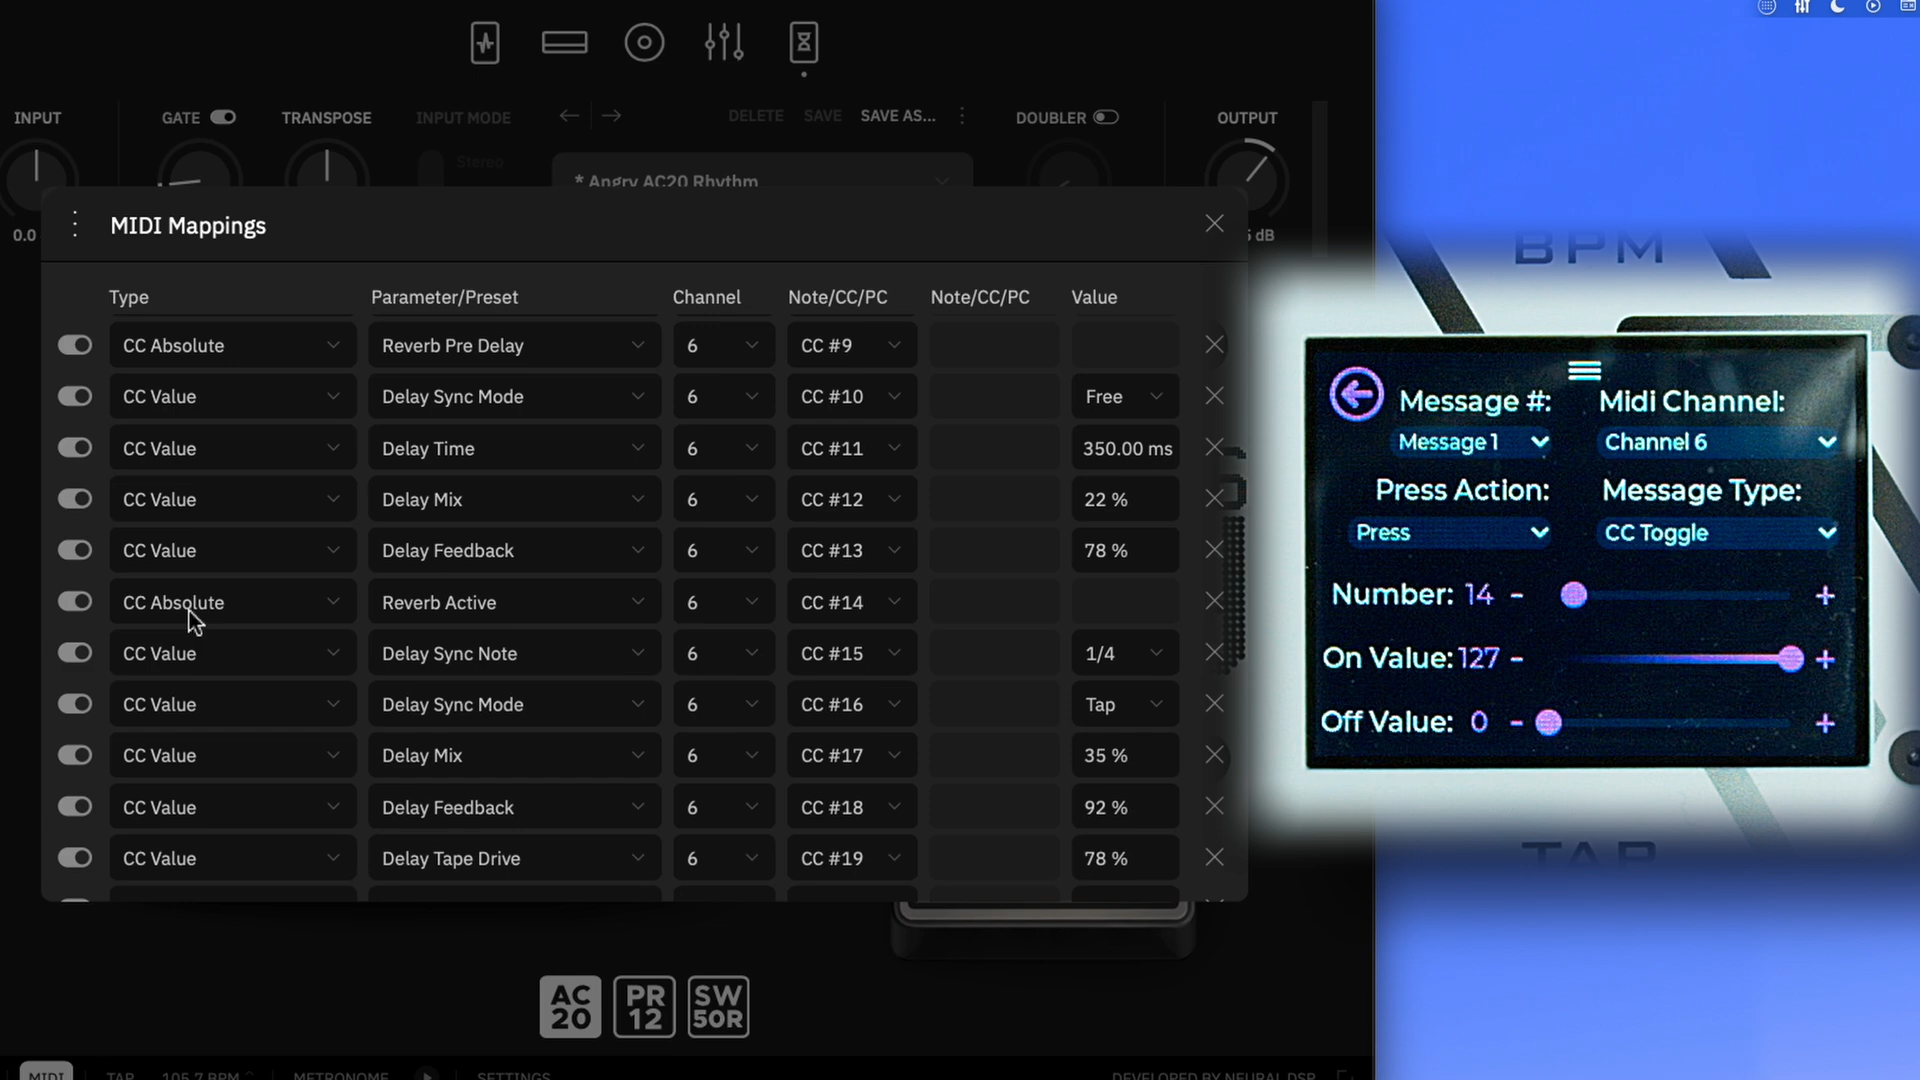 INPUT
GATE
TRANSPOSE
INPUT MODE
Stereo
DELETE SAVE SAVE AS...
* Angry AC20 Rhythm
DOUBLER
OUTPUT
0.0
dB
MIDI Mappings
Type Parameter/Preset Channel Note/CC/PC Note/CC/PC Value
CC Absolute Reverb Pre Delay 6 CC #9
CC Value Delay Sync Mode 6 CC #10 Free
CC Value Delay Time 6 CC #11 350.00 ms
CC Value Delay Mix 6 CC #12 22 %
CC Value Delay Feedback 6 CC #13 78 %
CC Absolute Reverb Active 6 CC #14
CC Value Delay Sync Note 6 CC #15 1/4
CC Value Delay Sync Mode 6 CC #16 Tap
CC Value Delay Mix 6 CC #17 35 %
CC Value Delay Feedback 6 CC #18 92 %
CC Value Delay Tape Drive 6 CC #19 78 %
AC
20
PR
12
SW
50R
MIDI TAP 105.7 BPM METRONOME SETTINGS DEVELOPED BY NEURAL DSP
BPM
Message #: Midi Channel:
Message 1 Channel 6
Press Action: Message Type:
Press CC Toggle
Number: 14 - +
On Value: 127 - +
Off Value: 0 - +
TAP